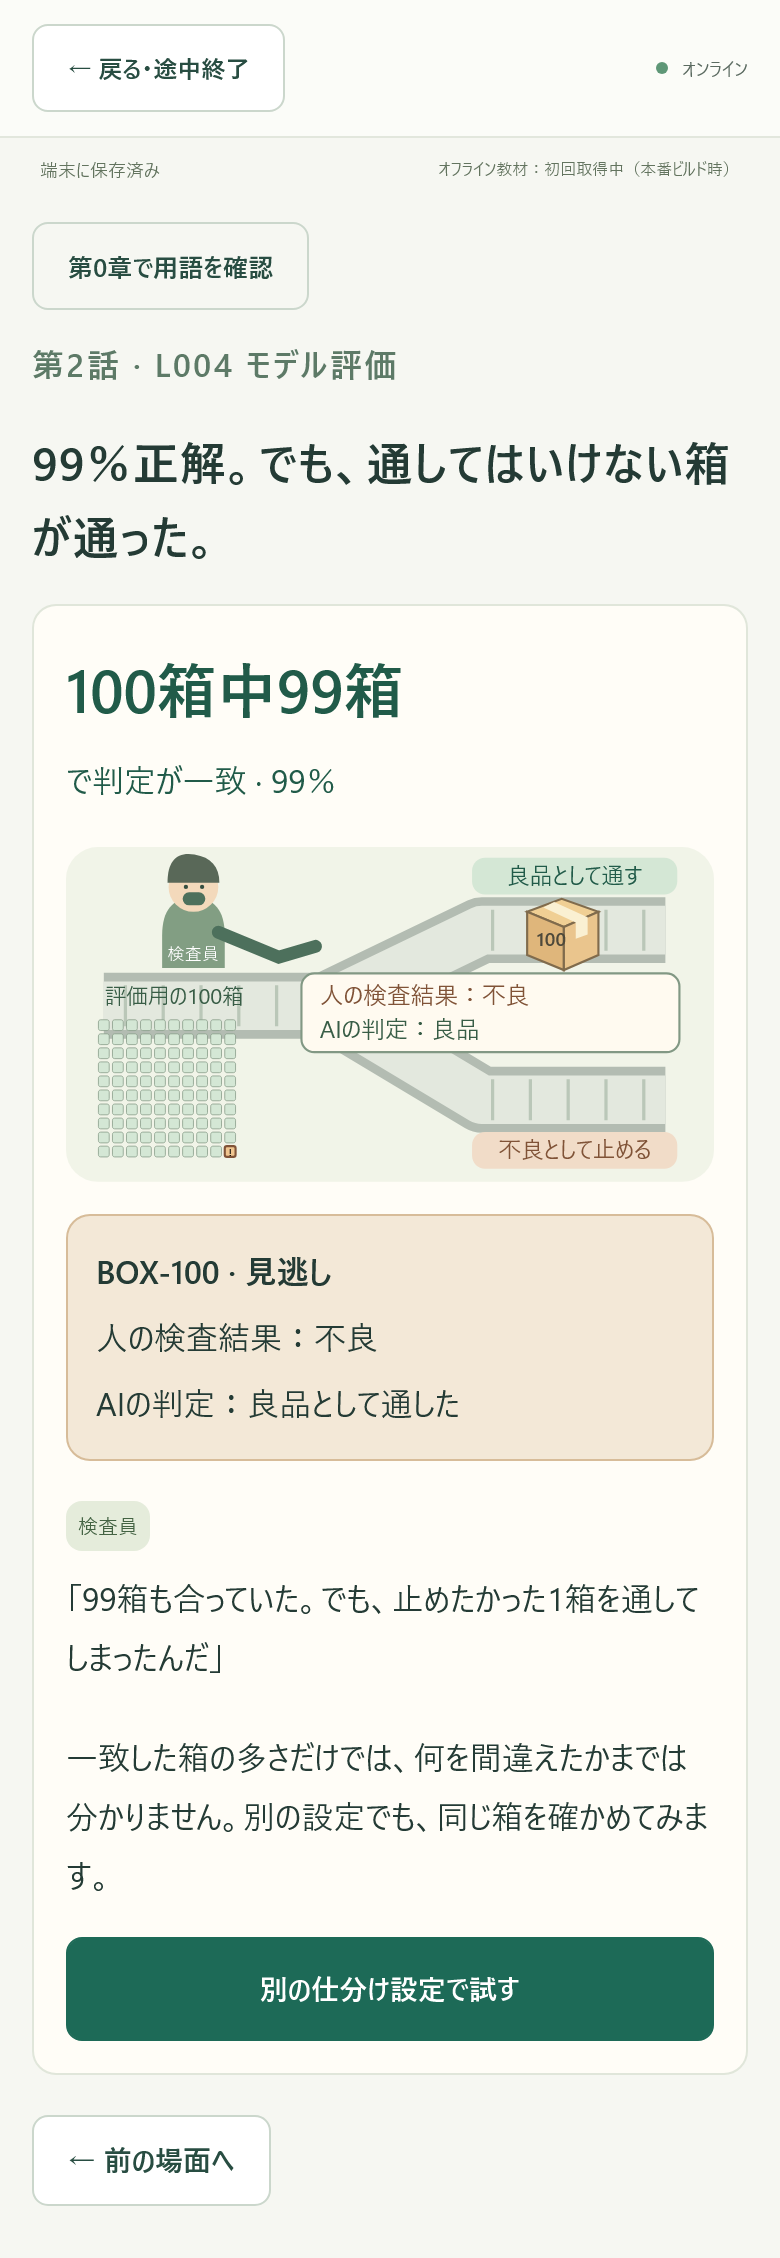 ← 戻る・途中終了
オンライン
端末に保存済み
オフライン教材：初回取得中（本番ビルド時）
第0章で用語を確認
第2話 · L004 モデル評価
99％正解。でも、通してはいけない箱
が通った。
100箱中99箱
で判定が一致 · 99％
良品として通す
検査員
100
評価用の100箱
人の検査結果：不良
AIの判定：良品
!
不良として止める
BOX-100 · 見逃し
人の検査結果：不良
AIの判定：良品として通した
検査員
「99箱も合っていた。でも、止めたかった1箱を通して
しまったんだ」
一致した箱の多さだけでは、何を間違えたかまでは
分かりません。別の設定でも、同じ箱を確かめてみま
す。
別の仕分け設定で試す
← 前の場面へ